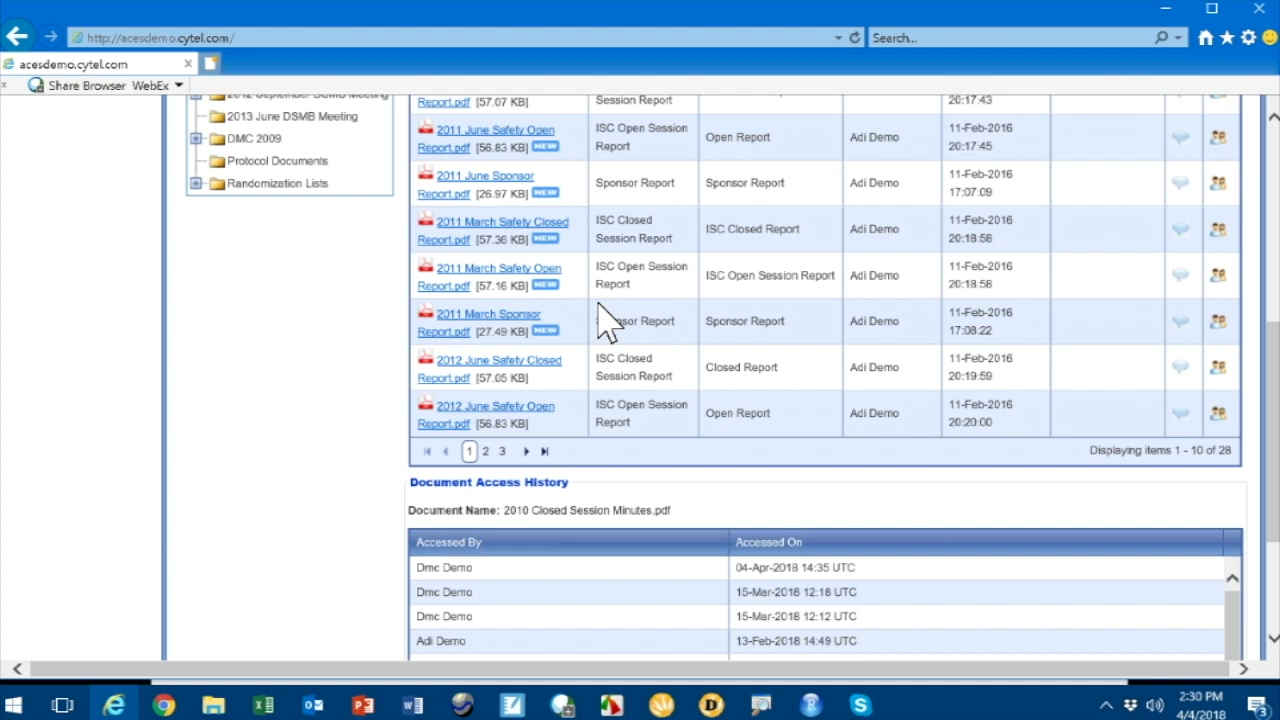 http://acesdemo.cytel.com/
Search...
acesdemo.cytel.com
x Share Browser WebEx
2012 September DSMB Meeting
2013 June DSMB Meeting
DMC 2009
Protocol Documents
Randomization Lists
Report.pdf [57.07 KB] Session Report 20:17:43
2011 June Safety Open
Report.pdf [56.83 KB] NEW
ISC Open Session
Report
Open Report
Adi Demo
11-Feb-2016
20:17:45
2011 June Sponsor
Report.pdf [26.97 KB] NEW
Sponsor Report
Sponsor Report
Adi Demo
11-Feb-2016
17:07:09
2011 March Safety Closed
Report.pdf [57.36 KB] NEW
ISC Closed
Session Report
ISC Closed Report
Adi Demo
11-Feb-2016
20:18:58
2011 March Safety Open
Report.pdf [57.16 KB] NEW
ISC Open Session
Report
ISC Open Session Report
Adi Demo
11-Feb-2016
20:18:58
2011 March Sponsor
Report.pdf [27.49 KB] NEW
Report
Sponsor Report
Adi Demo
11-Feb-2016
17:08:22
2012 June Safety Closed
Report.pdf [57.05 KB]
ISC Closed
Session Report
Closed Report
Adi Demo
11-Feb-2016
20:19:59
2012 June Safety Open
Report.pdf [56.83 KB]
ISC Open Session
Report
Open Report
Adi Demo
11-Feb-2016
20:20:00
1 2 3
Displaying items 1 - 10 of 28
Document Access History
Document Name: 2010 Closed Session Minutes.pdf
Accessed By Accessed On
Dmc Demo 04-Apr-2018 14:35 UTC
Dmc Demo 15-Mar-2018 12:18 UTC
Dmc Demo 15-Mar-2018 12:12 UTC
Adi Demo 13-Feb-2018 14:49 UTC
2:30 PM
4/4/2018
3